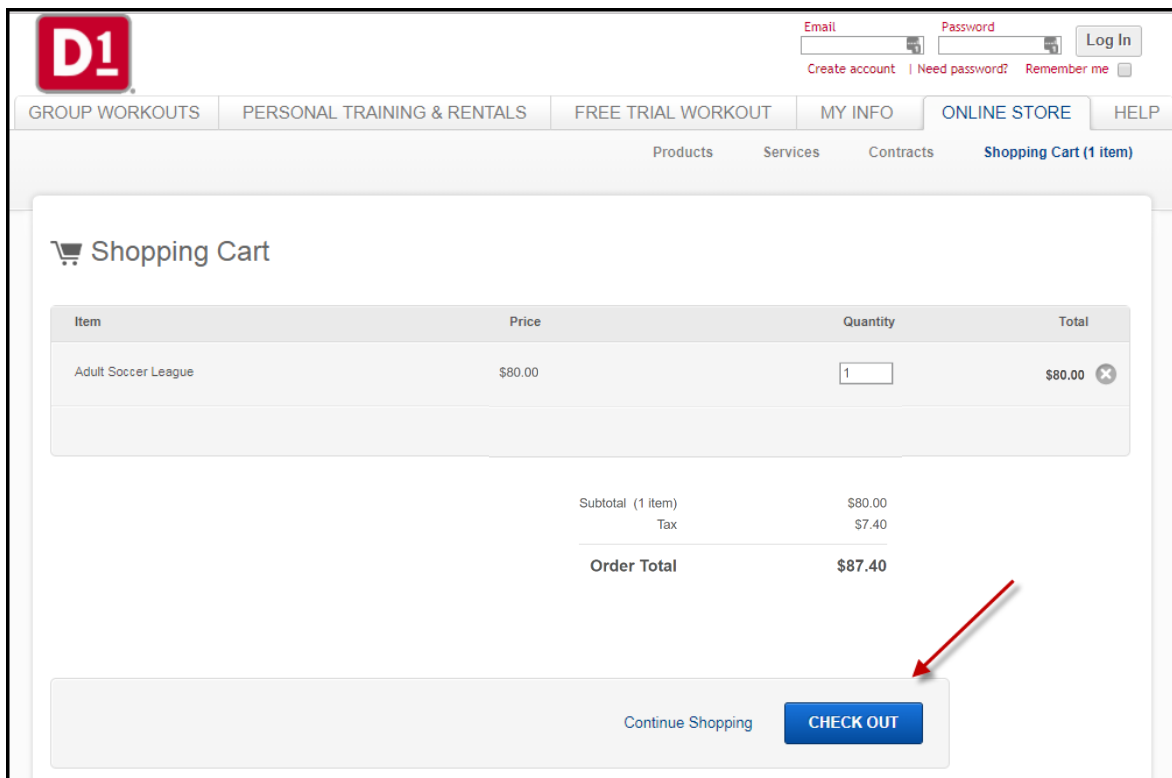 D1
Email Password
Log In
Create account | Need password? Remember me
GROUP WORKOUTS PERSONAL TRAINING & RENTALS FREE TRIAL WORKOUT MY INFO ONLINE STORE HELP
Products Services Contracts Shopping Cart (1 item)
Shopping Cart
Item Price Quantity Total
Adult Soccer League $80.00 1 $80.00
Subtotal (1 item) $80.00
Tax $7.40
Order Total $87.40
Continue Shopping CHECK OUT